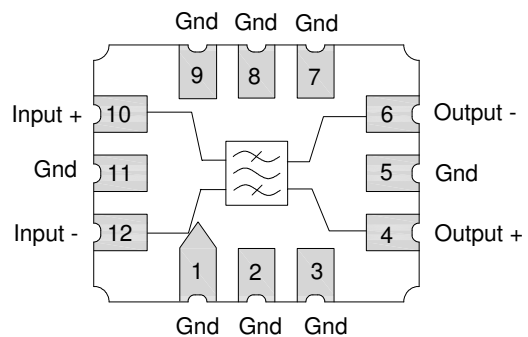 Gnd Gnd Gnd
9 8 7
Input + 10 6 Output -
Gnd 11 5 Gnd
Input - 12 4 Output +
1 2 3
Gnd Gnd Gnd